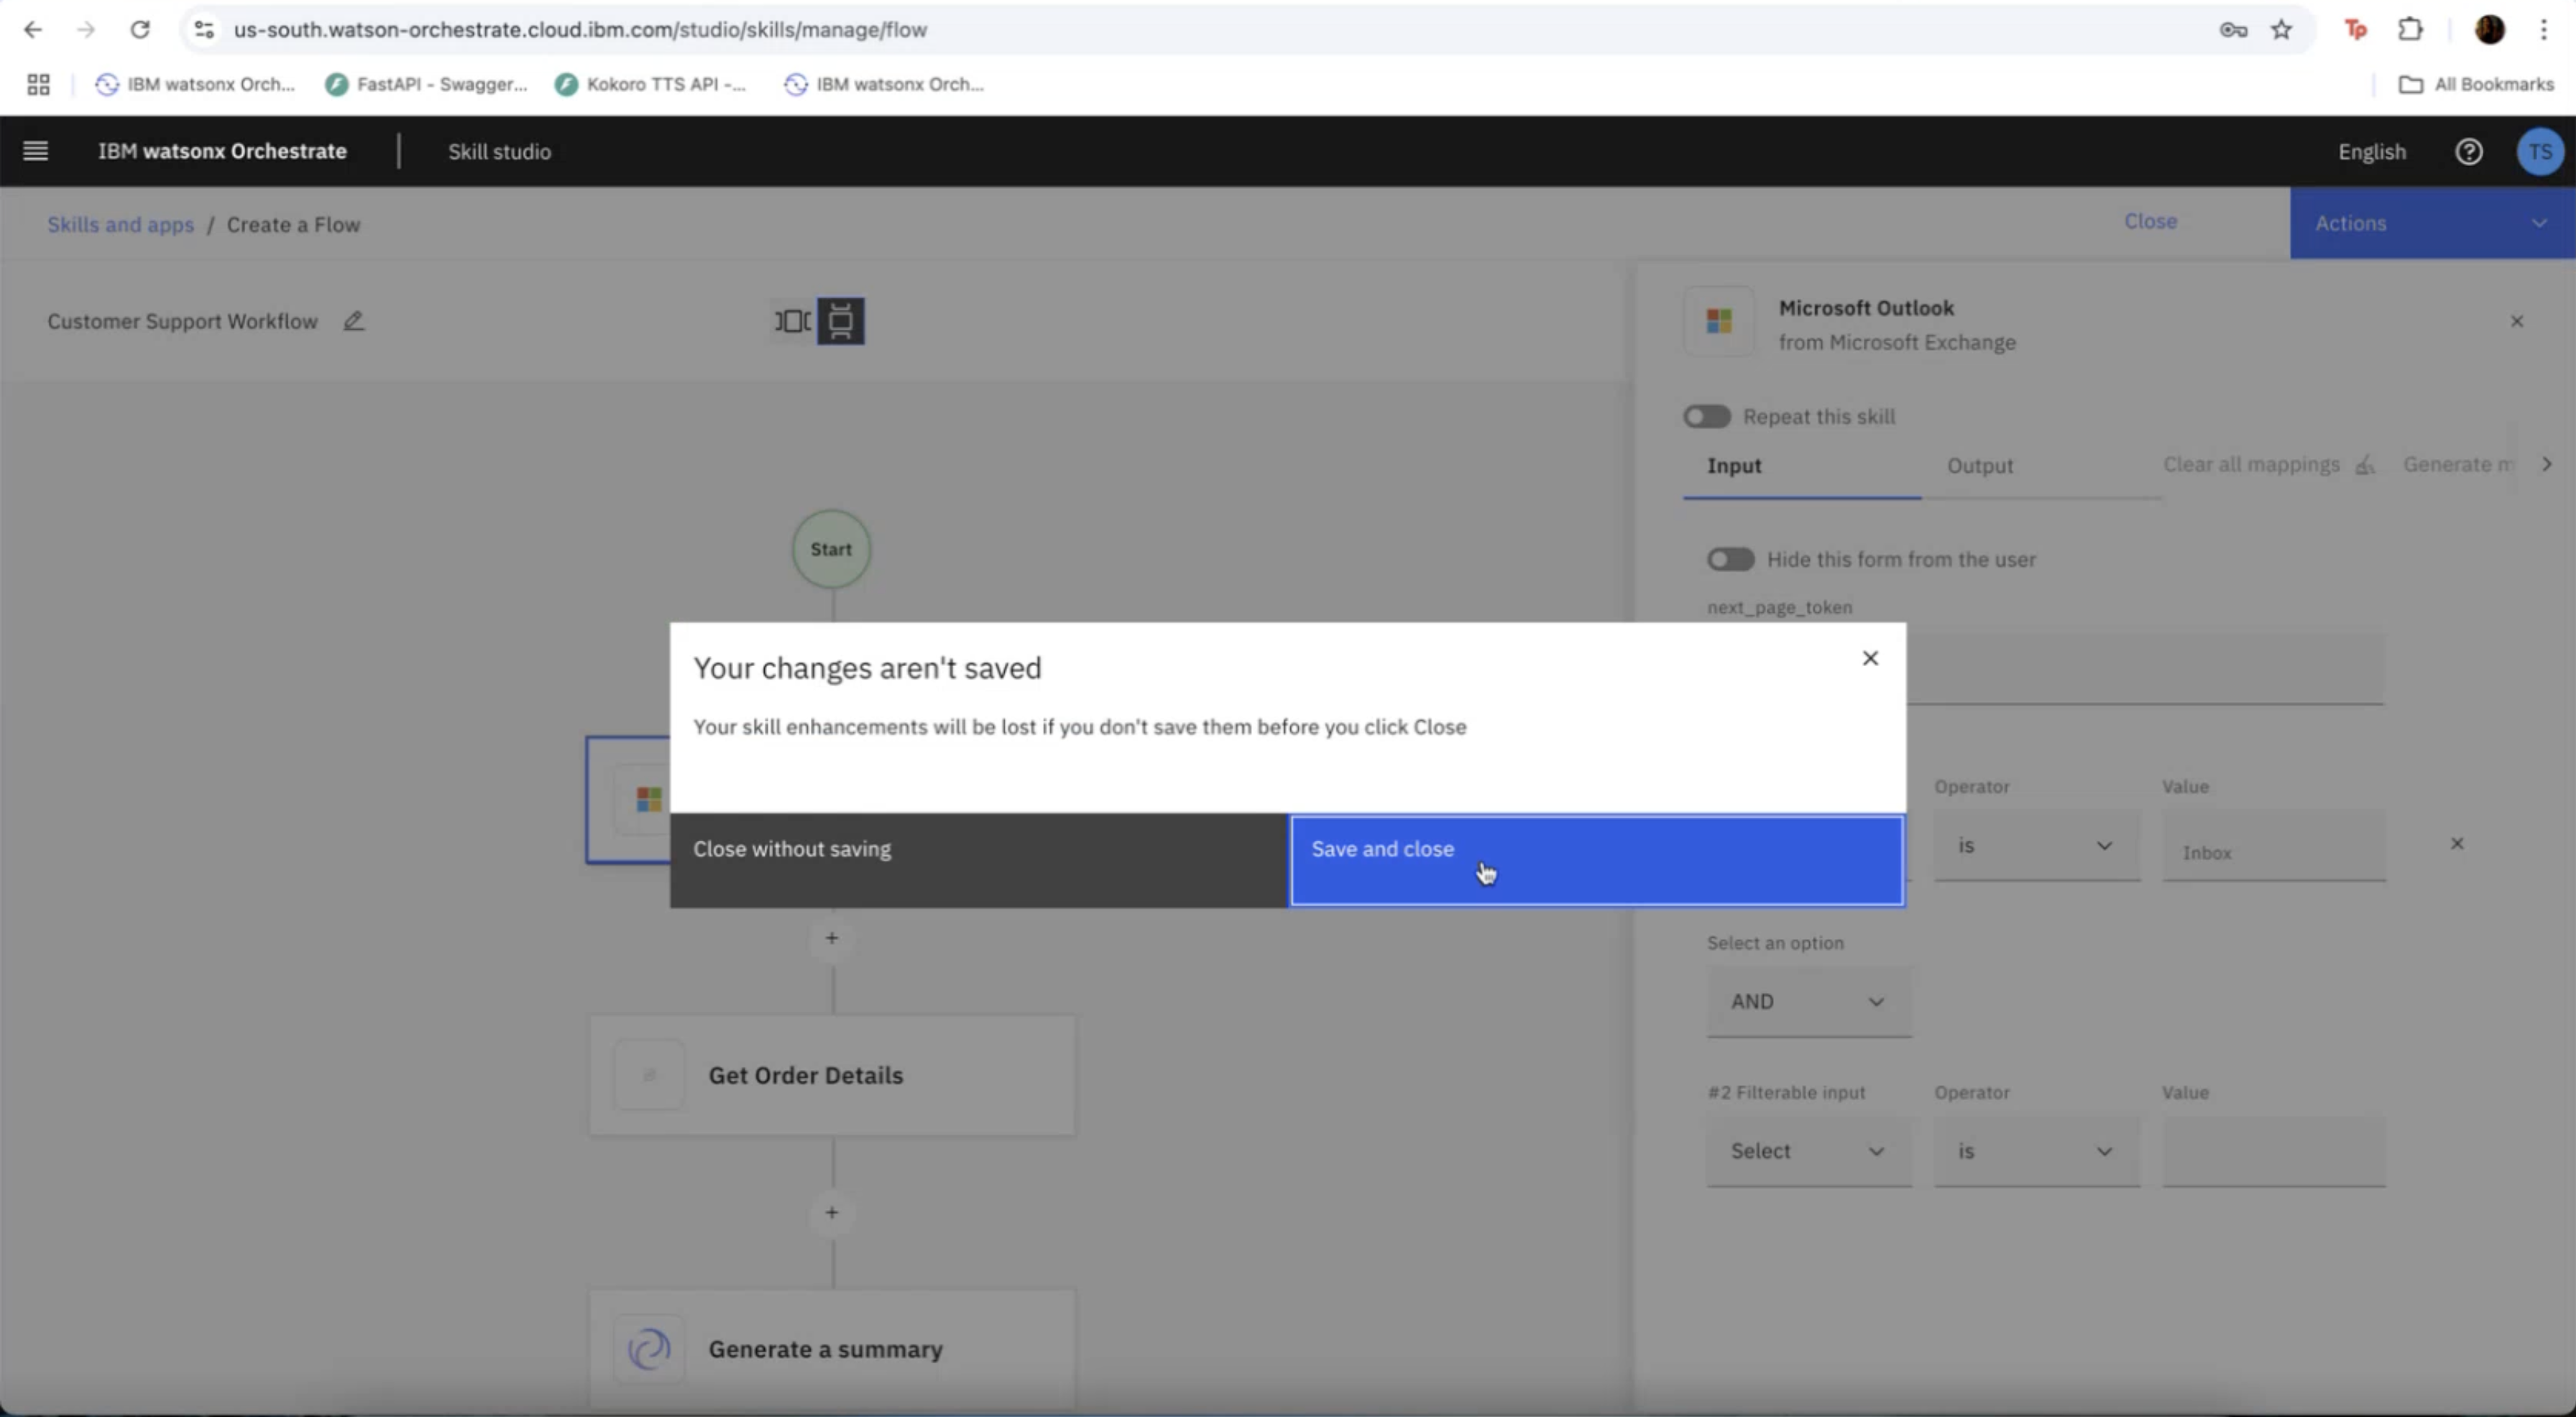 us-south.watson-orchestrate.cloud.ibm.com/studio/skills/manage/flow
Tp
IBM watsonx Orch...
FastAPI - Swagger...
Kokoro TTS API -...
IBM watsonx Orch...
All Bookmarks
IBM watsonx Orchestrate
Skill studio
English
TS
Skills and apps / Create a Flow
Close
Actions
Customer Support Workflow
Microsoft Outlook
from Microsoft Exchange
Repeat this skill
Input
Output
Clear all mappings
Generate m
Start
Hide this form from the user
next_page_token
Your changes aren't saved
Your skill enhancements will be lost if you don't save them before you click Close
Close without saving
Save and close
Operator
Value
is
Inbox
Select an option
AND
Get Order Details
#2 Filterable input
Operator
Value
Select
is
Generate a summary